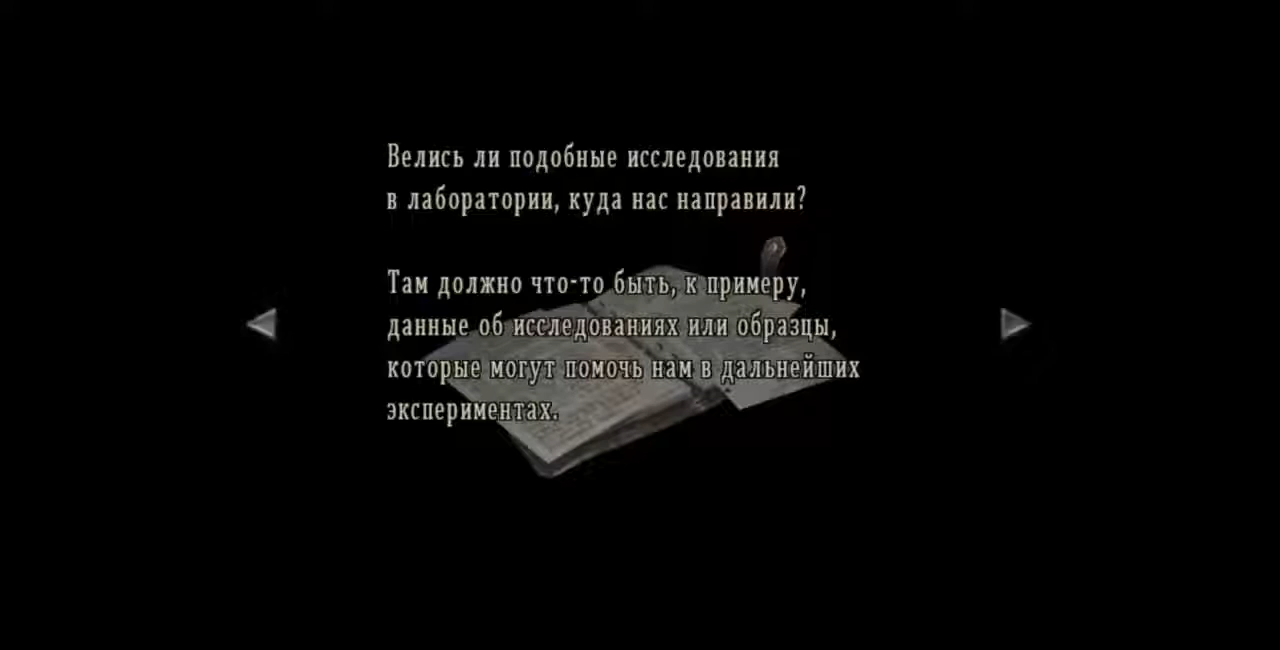 Велись ли подобные исследования
в лаборатории, куда нас направили?
Там должно что-то быть, к примеру,
данные об исследованиях или образцы,
которые могут помочь нам в дальнейших
экспериментах.